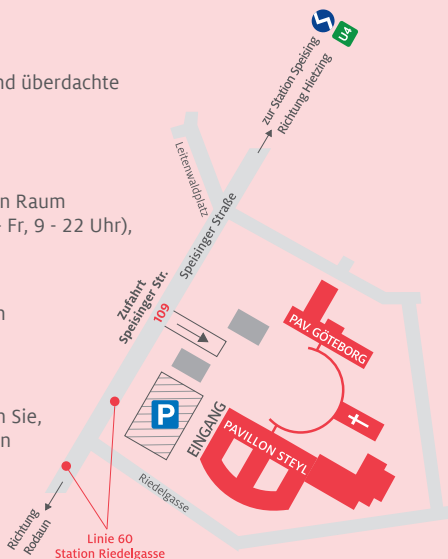 nd überdachte
n Raum
Fr, 9 - 22 Uhr),
n
n Sie,
n
U4
zur Station Speising
Richtung Hietzing
Leitenwaldplatz
Speisinger Straße
Zufahrt
Speisinger Str.
109
PAV. GÖTEBORG
P
EINGANG
PAVILLON STEYL
Riedelgasse
Richtung
Rodaun
Linie 60
Station Riedelgasse